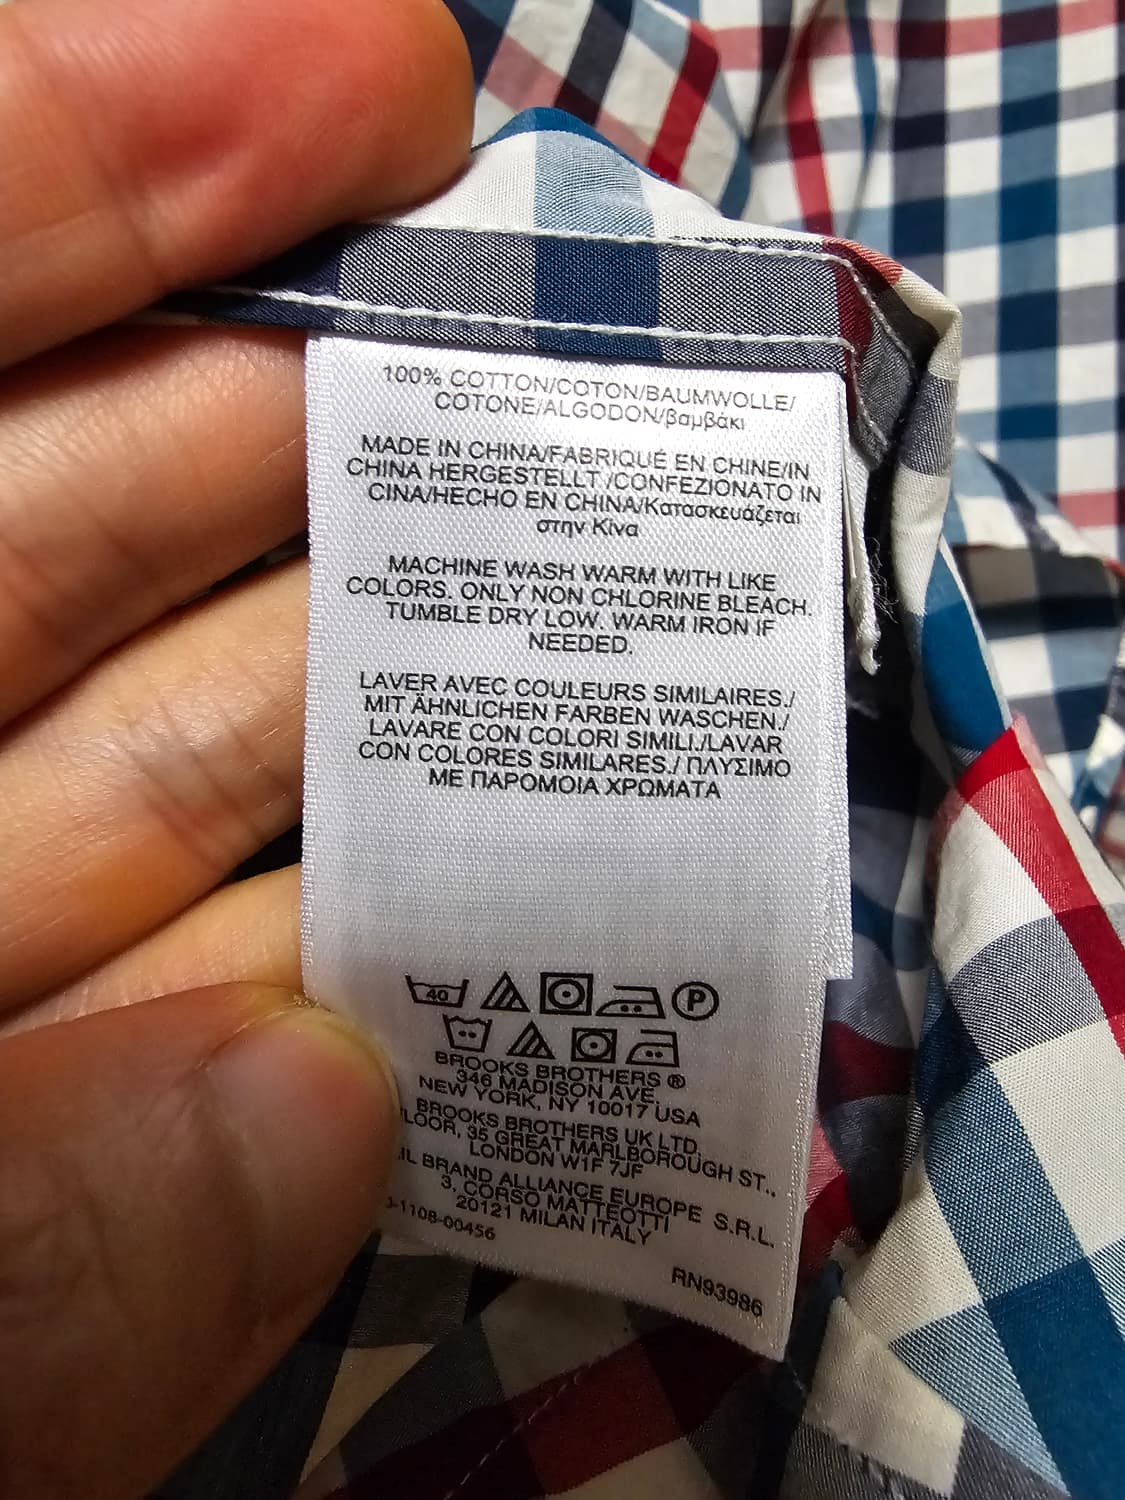 100% COTTON/COTON/BAUMWOLLE/
COTONE/ALGODON/βαμβάκι
MADE IN CHINA/FABRIQUÉ EN CHINE/IN
CHINA HERGESTELLT /CONFEZIONATO IN
CINA/HECHO EN CHINA/Κατασκευάζεται
στην Κίνα
MACHINE WASH WARM WITH LIKE
COLORS. ONLY NON CHLORINE BLEACH.
TUMBLE DRY LOW. WARM IRON IF
NEEDED.
LAVER AVEC COULEURS SIMILAIRES./
MIT ÄHNLICHEN FARBEN WASCHEN./
LAVARE CON COLORI SIMILI./LAVAR
CON COLORES SIMILARES./ ΠΛΥΣΙΜΟ
ΜΕ ΠΑΡΟΜΟΙΑ ΧΡΩΜΑΤΑ
40 P
BROOKS BROTHERS ®
346 MADISON AVE.
NEW YORK, NY 10017 USA
BROOKS BROTHERS UK LTD.
35 GREAT MARLBOROUGH ST.,
LONDON W1F 7JF
BRAND ALLIANCE EUROPE S.R.L.
3, CORSO MATTEOTTI
20121 MILAN ITALY
-1108-00456
RN93986